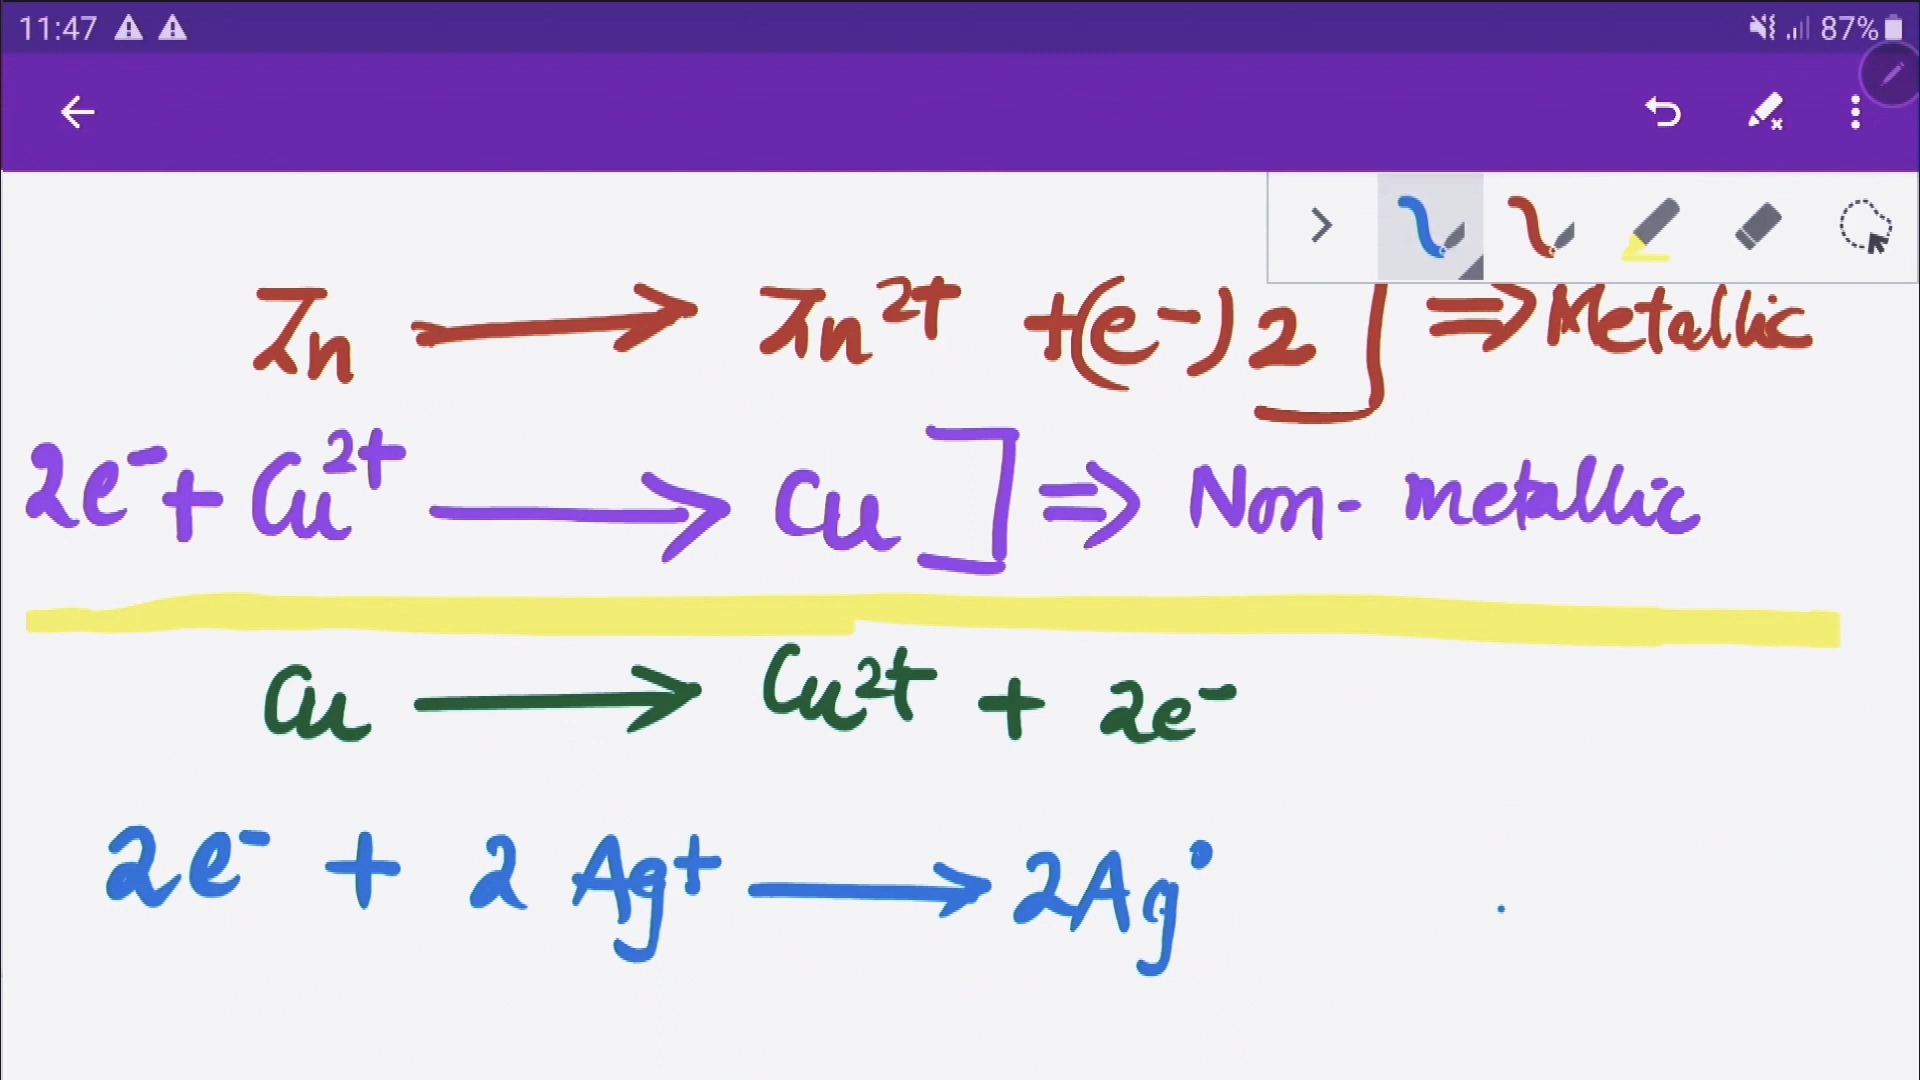 11:47 87%
Zn → Zn²⁺ +(e-)2] ⇒ Metallic
2e⁻ + Cu²⁺ → Cu] ⇒ Non-metallic
Cu → Cu²⁺ + 2e⁻
2e⁻ + 2 Ag⁺ → 2Ag°